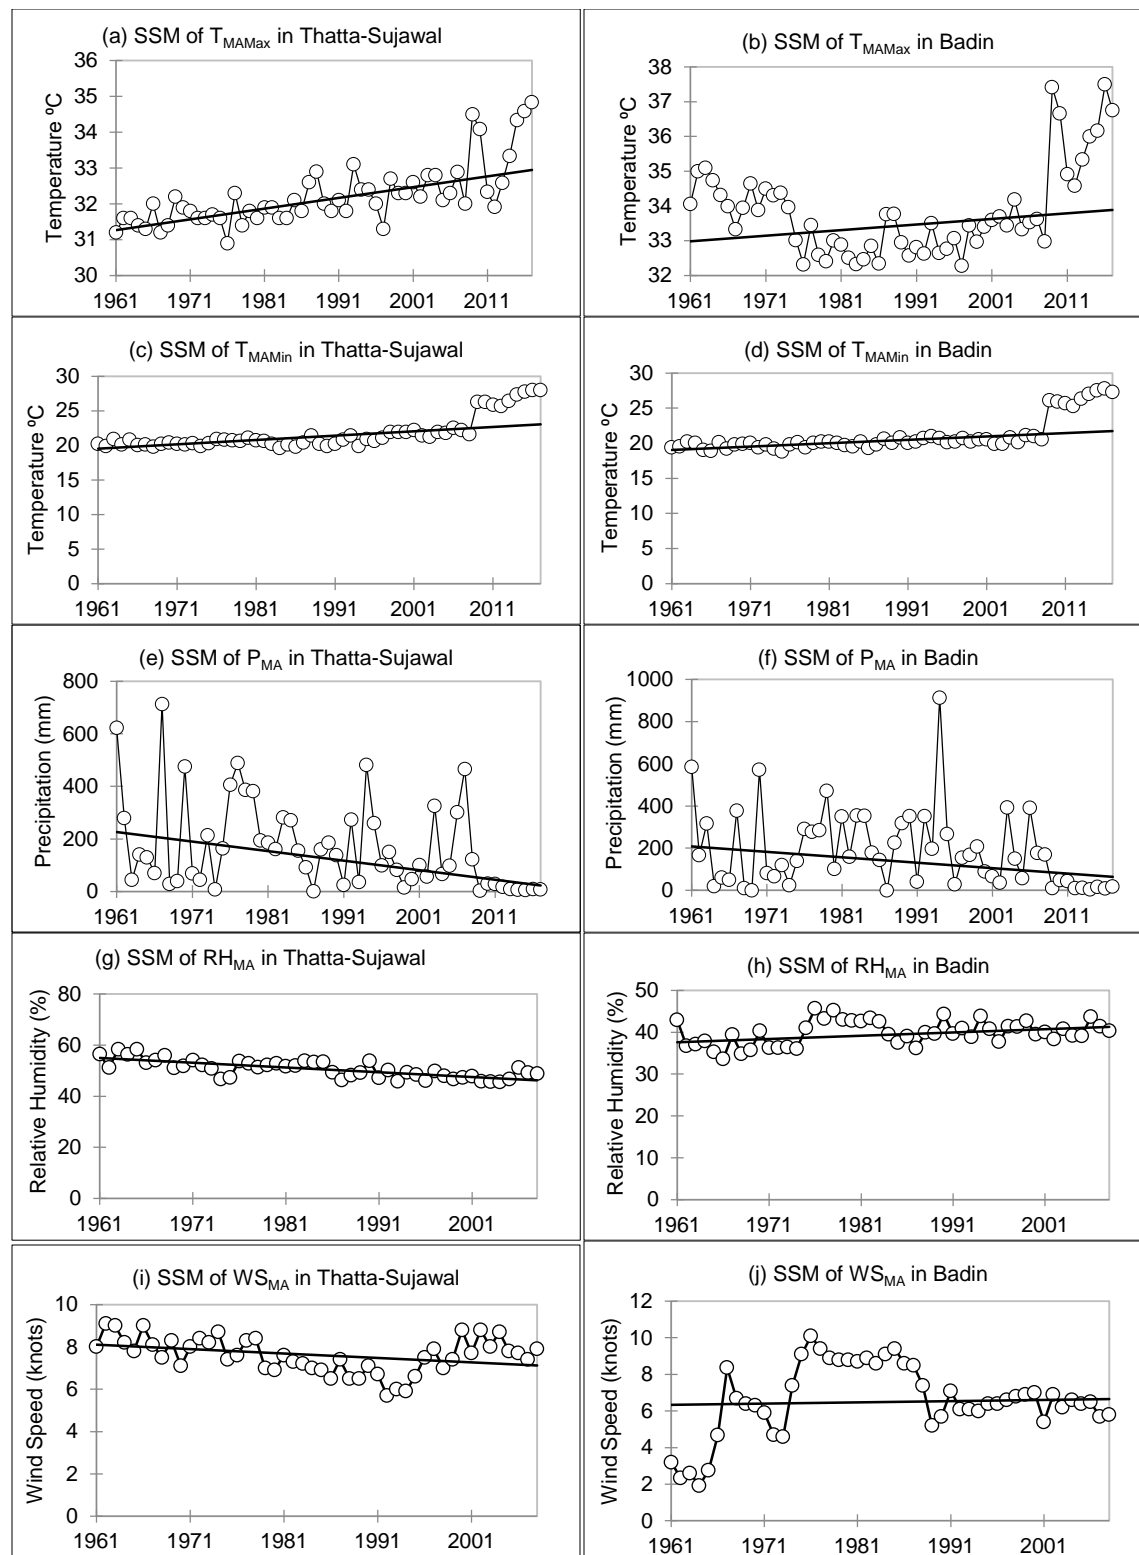 (a) SSM of TMAMax in Thatta-Sujawal
Temperature ºC
36
35
34
33
32
31
30
1961 1971 1981 1991 2001 2011
(b) SSM of TMAMax in Badin
Temperature ºC
38
37
36
35
34
33
32
1961 1971 1981 1991 2001 2011
(c) SSM of TMAMin in Thatta-Sujawal
Temperature ºC
30
25
20
15
10
5
0
1961 1971 1981 1991 2001 2011
(d) SSM of TMAMin in Badin
Temperature ºC
30
25
20
15
10
5
0
1961 1971 1981 1991 2001 2011
(e) SSM of PMA in Thatta-Sujawal
Precipitation (mm)
800
600
400
200
0
1961 1971 1981 1991 2001 2011
(f) SSM of PMA in Badin
Precipitation (mm)
1000
800
600
400
200
0
1961 1971 1981 1991 2001 2011
(g) SSM of RHMA in Thatta-Sujawal
Relative Humidity (%)
80
60
40
20
0
1961 1971 1981 1991 2001
(h) SSM of RHMA in Badin
Relative Humidity (%)
50
40
30
20
10
0
1961 1971 1981 1991 2001
(i) SSM of WSMA in Thatta-Sujawal
Wind Speed (knots)
10
8
6
4
2
0
1961 1971 1981 1991 2001
(j) SSM of WSMA in Badin
Wind Speed (knots)
12
10
8
6
4
2
0
1961 1971 1981 1991 2001